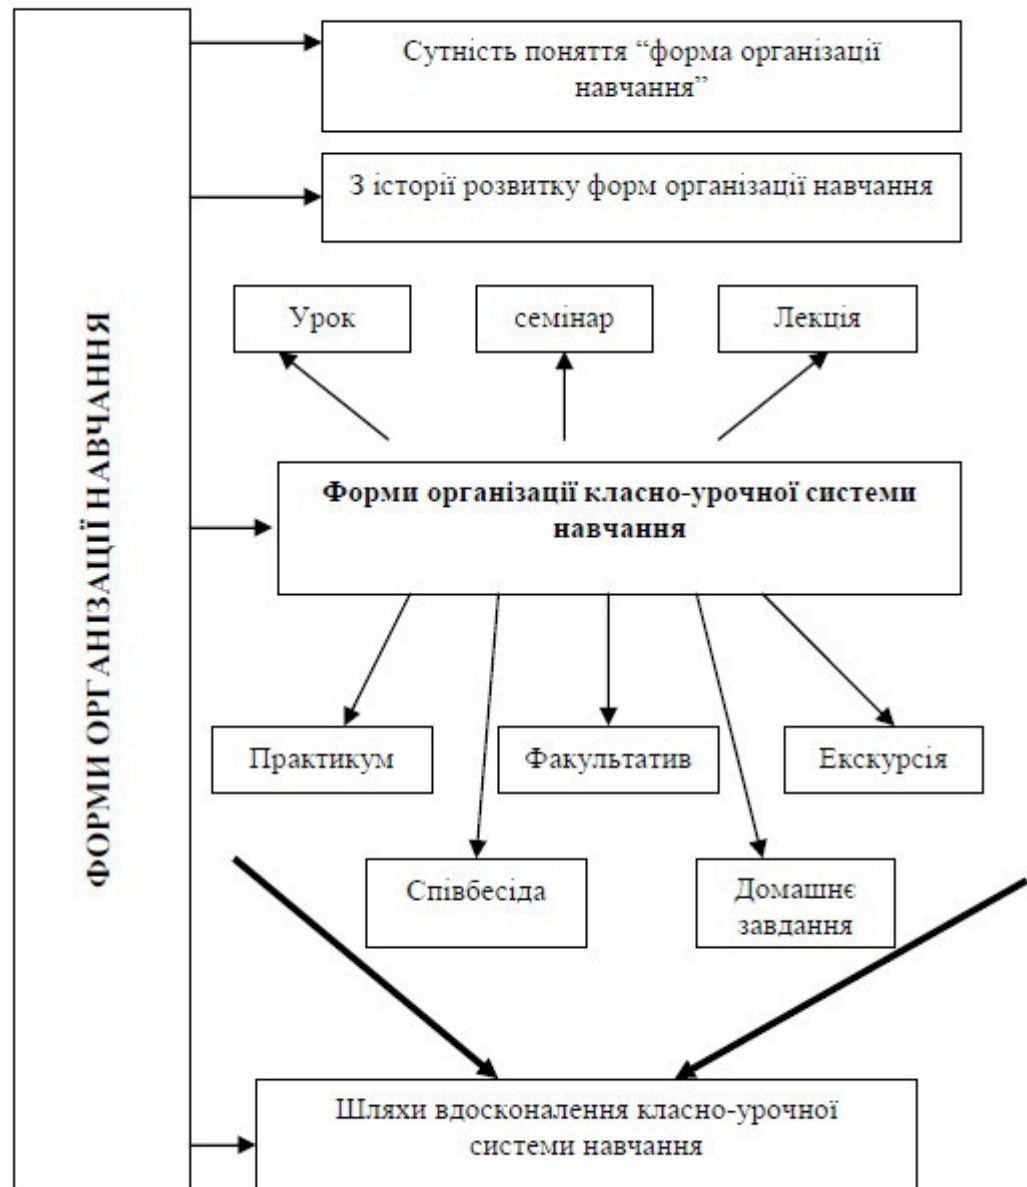 ФОРМИ ОРГАНІЗАЦІЇ НАВЧАННЯ
Сутність поняття “форма організації
навчання”
З історії розвитку форм організації навчання
Урок
семінар
Лекція
Форми організації класно-урочної системи
навчання
Практикум
Факультатив
Екскурсія
Співбесіда
Домашнє
завдання
Шляхи вдосконалення класно-урочної
системи навчання